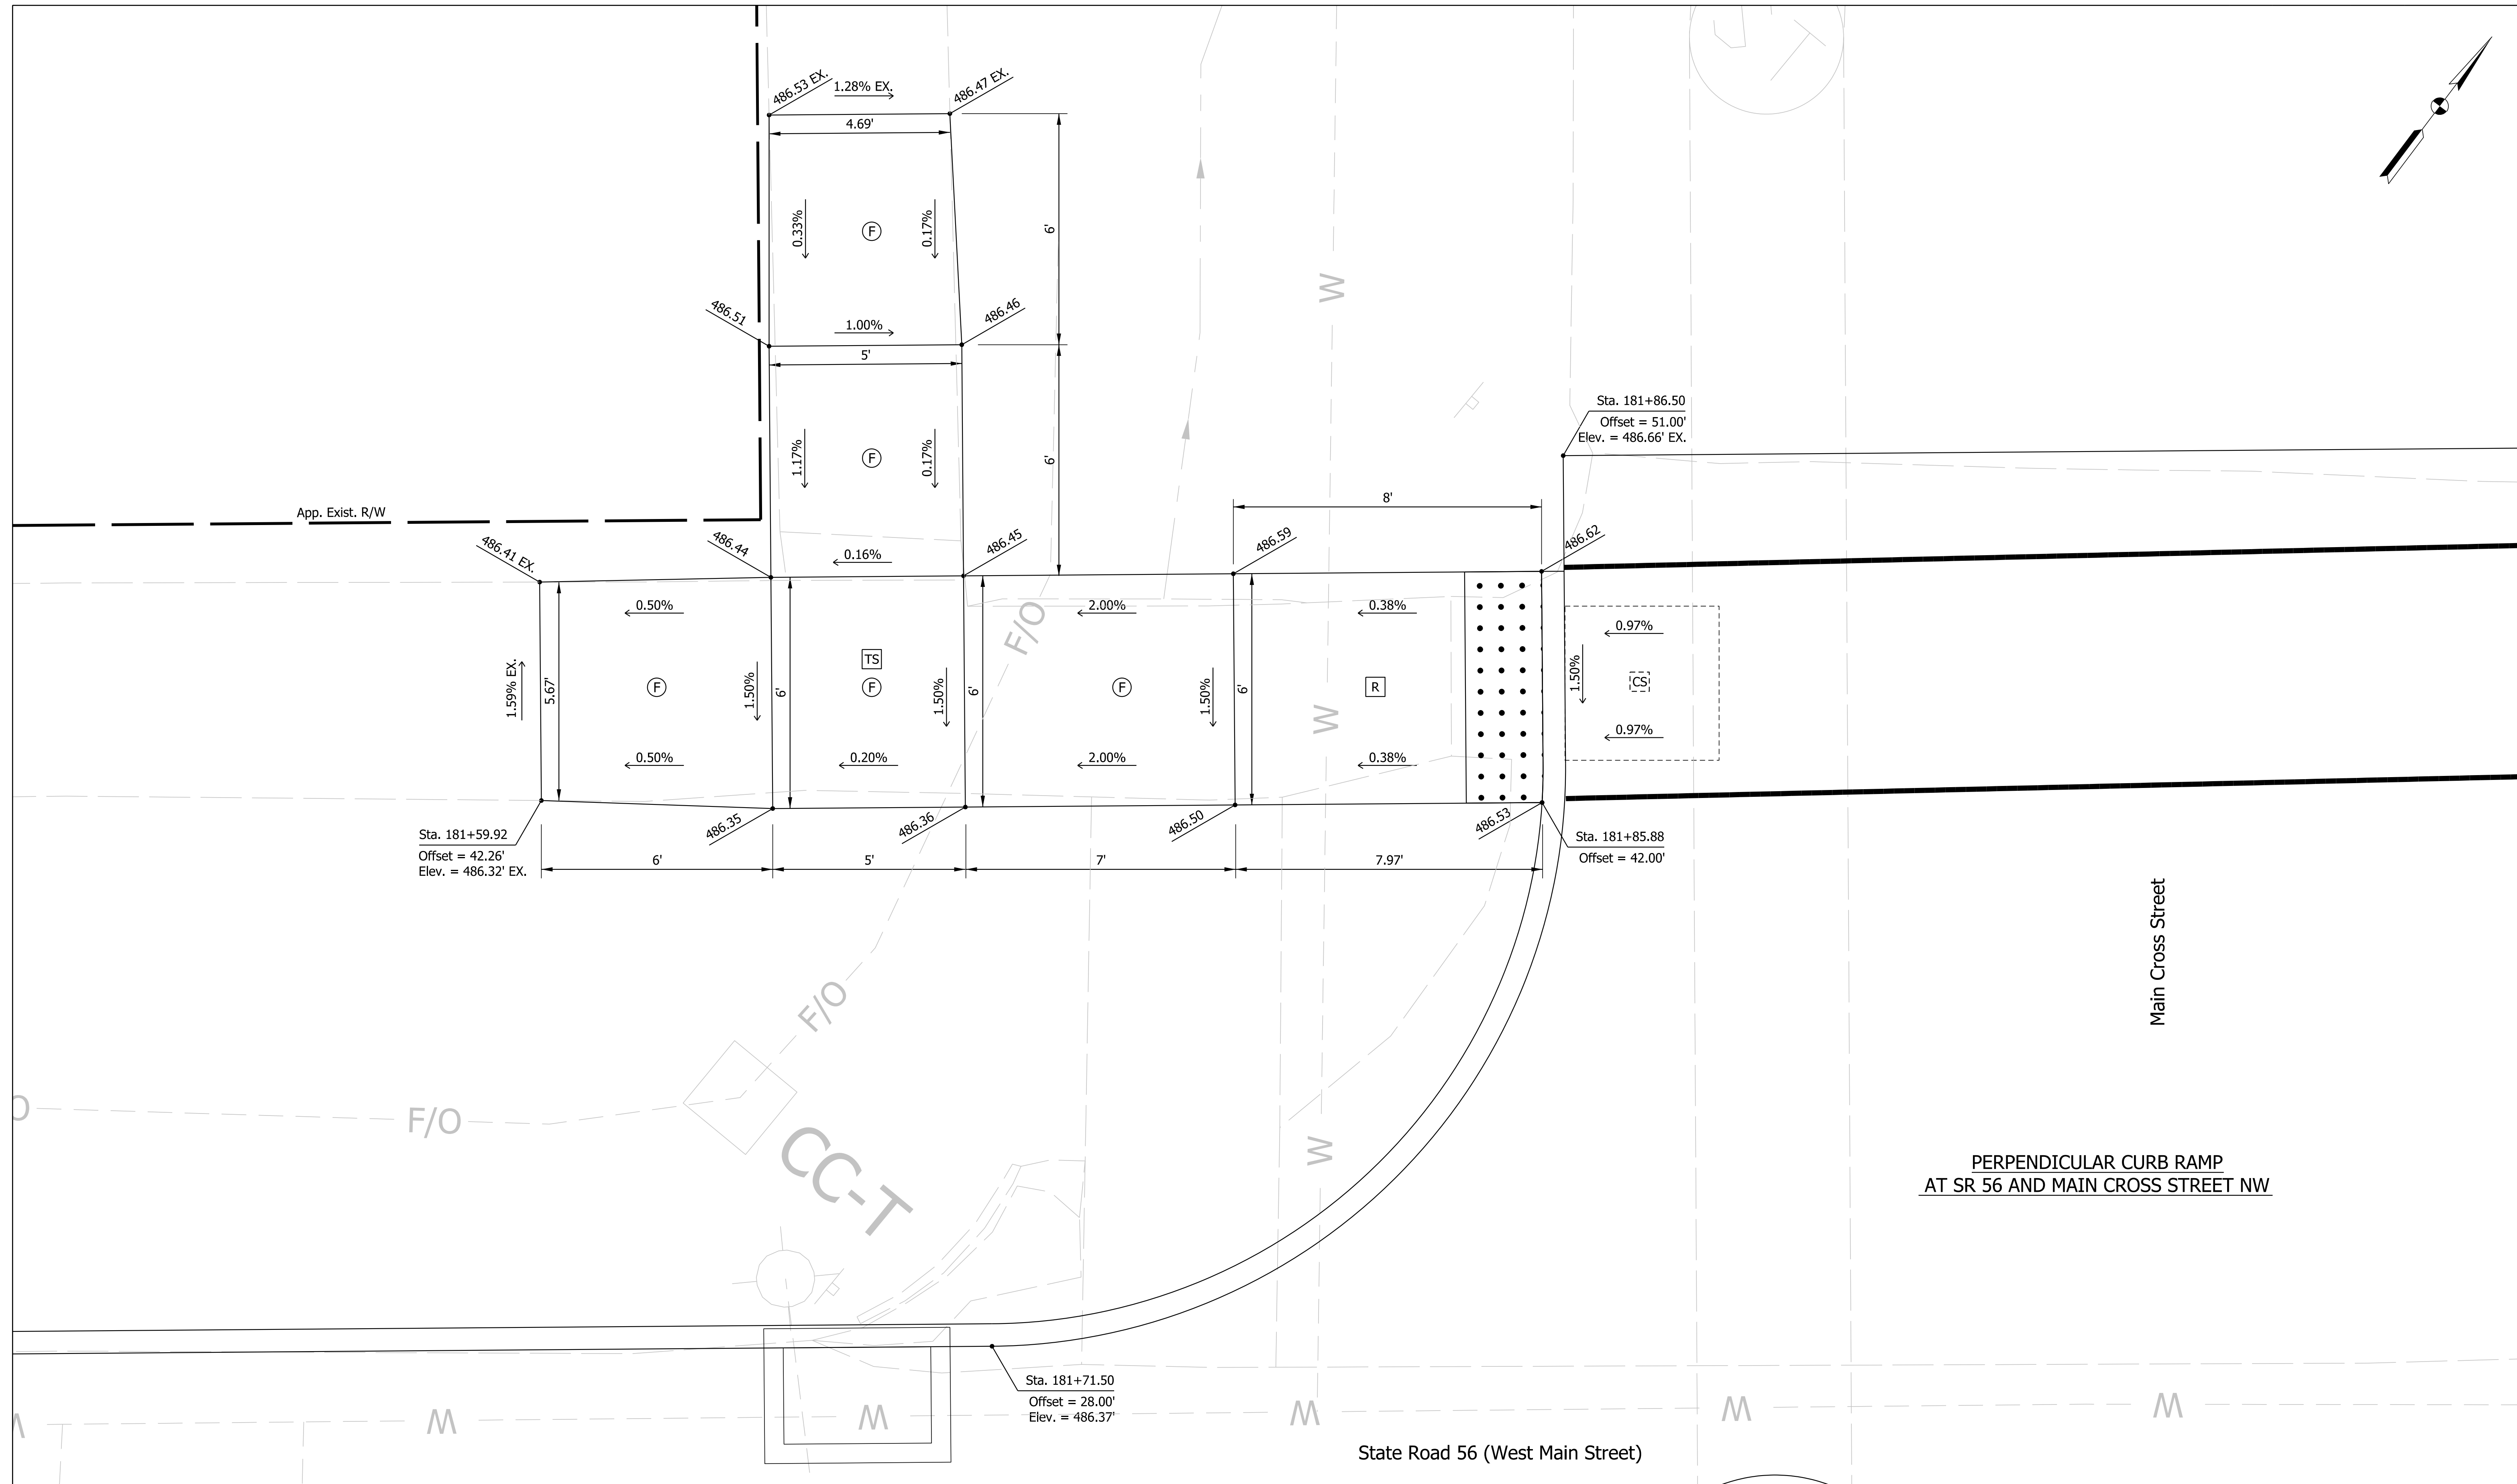 486.53 EX.
1.28% EX.
486.47 EX.
4.69'
0.33%
F
0.17%
6'
486.51
1.00%
486.46
5'
W
1.17%
F
0.17%
6'
Sta. 181+86.50
Offset = 51.00'
Elev. = 486.66' EX.
App. Exist. R/W
8'
486.41 EX.
486.44
0.16%
486.45
486.59
486.62
0.50%
2.00%
0.38%
0.97%
F/O
1.59% EX.
5.67'
F
1.50%
6'
TS
F
1.50%
6'
F
1.50%
6'
R
W
1.50%
CS
0.50%
0.20%
2.00%
0.38%
0.97%
Sta. 181+59.92
Offset = 42.26'
Elev. = 486.32' EX.
486.35
486.36
486.50
486.53
Sta. 181+85.88
Offset = 42.00'
6'
5'
7'
7.97'
Main Cross Street
F/O
O
F/O
CC-T
W
PERPENDICULAR CURB RAMP
AT SR 56 AND MAIN CROSS STREET NW
Sta. 181+71.50
Offset = 28.00'
Elev. = 486.37'
W
W
W
W
W
W
State Road 56 (West Main Street)